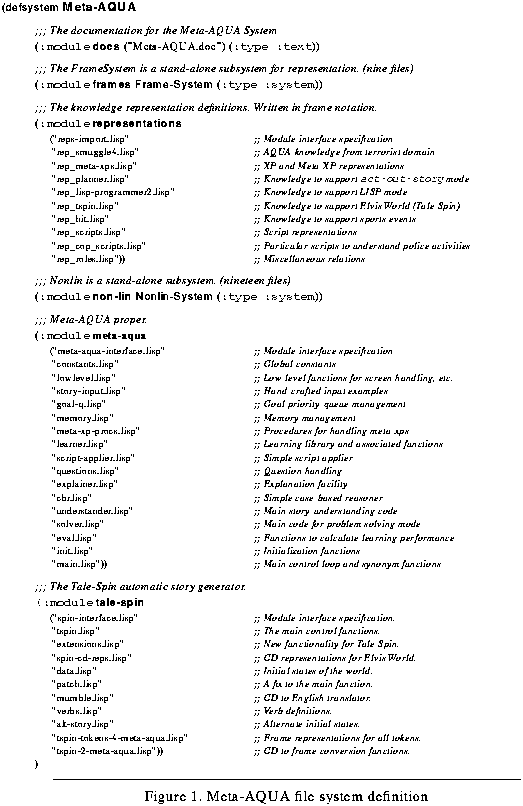 (defsystem Meta-AQUA
;;; The documentation for the Meta-AQUA System
(:module docs ("Meta-AQUA.doc") (:type :text))
;;; The FrameSystem is a stand-alone subsystem for representation. (nine files)
(:module frames Frame-System (:type :system))
;;; The knowledge representation definitions. Written in frame notation.
(:module representations
("reps-import.lisp" ;; Module interface specification
"rep_smuggle4.lisp" ;; AQUA knowledge from terrorist domain
"rep_meta-xps.lisp" ;; XP and Meta XP representations
"rep_planner.lisp" ;; Knowledge to support act-out-story mode
"rep_lisp-programmer2.lisp" ;; Knowledge to support LISP mode
"rep_tspin.lisp" ;; Knowledge to support Elvis World (Tale Spin)
"rep_hit.lisp" ;; Knowledge to support sports events
"rep_scripts.lisp" ;; Script representations
"rep_cop_scripts.lisp" ;; Particular scripts to understand police activities
"rep_roles.lisp")) ;; Miscellaneous relations
;;; Nonlin is a stand-alone subsystem. (nineteen files)
(:module non-lin Nonlin-System (:type :system))
;;; Meta-AQUA proper.
(:module meta-aqua
("meta-aqua-interface.lisp" ;; Module interface specification
"constants.lisp" ;; Global constants
"lowlevel.lisp" ;; Low level functions for screen handling, etc.
"story-input.lisp" ;; Hand crafted input examples
"goal-q.lisp" ;; Goal priority queue management
"memory.lisp" ;; Memory management
"meta-xp-procs.lisp" ;; Procedures for handling meta xps
"learner.lisp" ;; Learning library and associated functions
"script-applier.lisp" ;; Simple script applier
"questions.lisp" ;; Question handling
"explainer.lisp" ;; Explanation facility
"cbr.lisp" ;; Simple case based reasoner
"understander.lisp" ;; Main story understanding code
"solver.lisp" ;; Main code for problem solving mode
"eval.lisp" ;; Functions to calculate learning performance
"init.lisp" ;; Initialization functions
"main.lisp")) ;; Main control loop and synonym functions
;;; The Tale-Spin automatic story generator.
(:module tale-spin
("spin-interface.lisp" ;; Module interface specification.
"tspin.lisp" ;; The main control functions.
"extensions.lisp" ;; New functionality for Tale Spin.
"spin-cd-reps.lisp" ;; CD representations for Elvis World.
"data.lisp" ;; Initial states of the world.
"patch.lisp" ;; A fix to the main function.
"mumble.lisp" ;; CD to English translator.
"verbs.lisp" ;; Verb definitions.
"alt-story.lisp" ;; Alternate initial states.
"tspin-tokens-4-meta-aqua.lisp" ;; Frame representations for all tokens.
"tspin-2-meta-aqua.lisp")) ;; CD to frame conversion functions.
)
Figure 1. Meta-AQUA file system definition